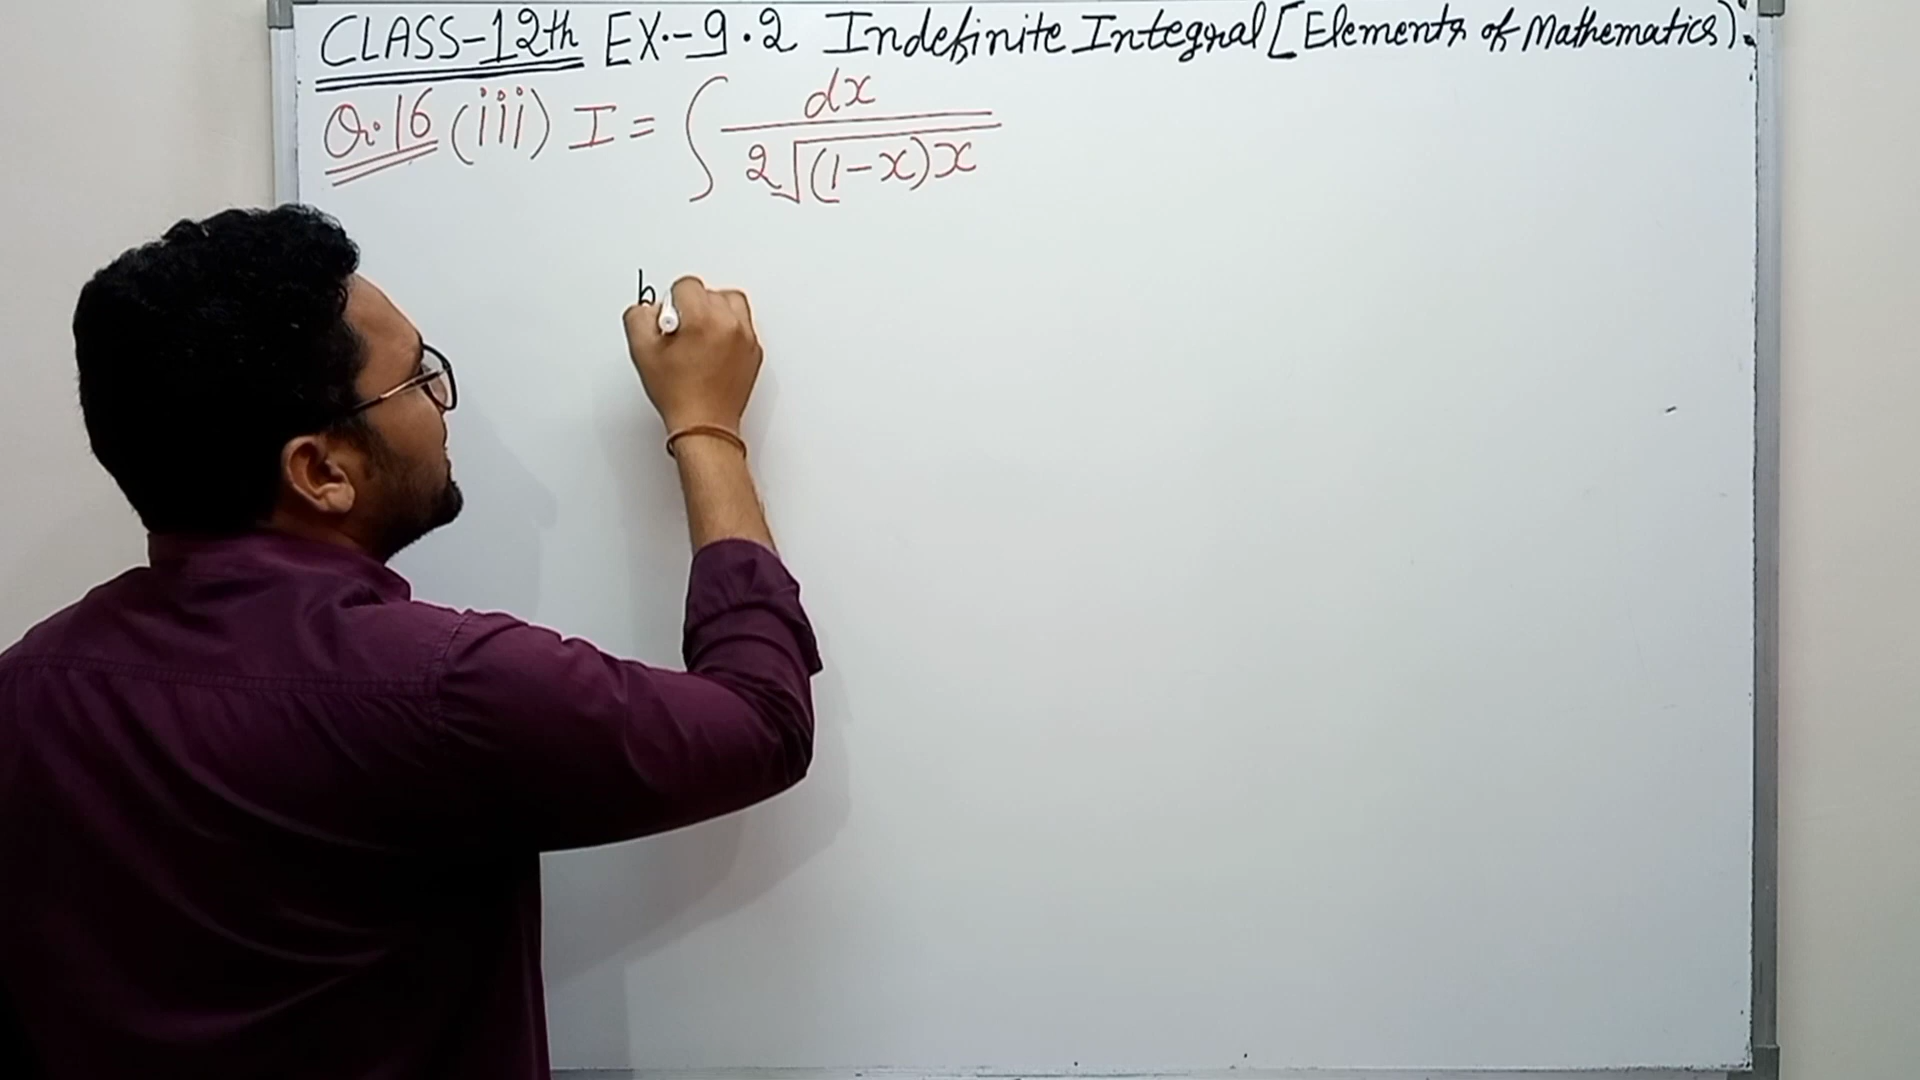 CLASS-12th EX.-9.2 Indefinite Integral [Elements of Mathematics).
Q.16 (iii) I = ∫ dx / 2√(1-x)x
b